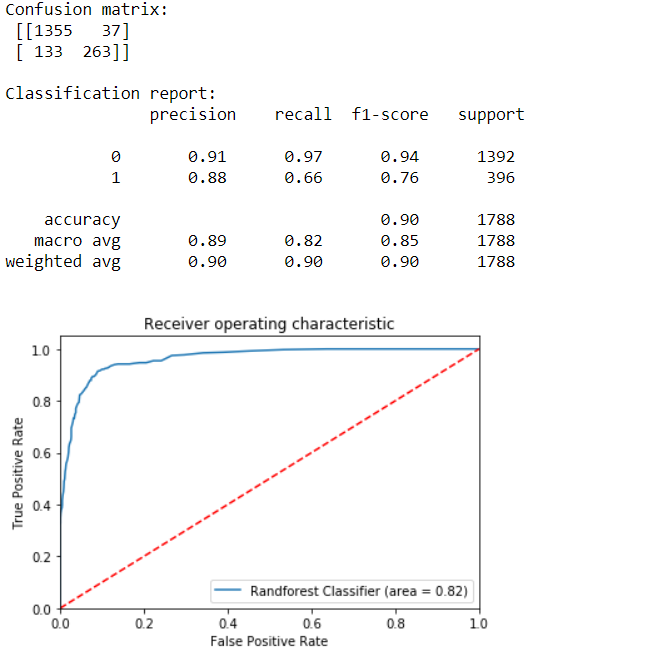 Confusion matrix:
[[1355 37]
[ 133 263]]
Classification report:
precision recall f1-score support
0 0.91 0.97 0.94 1392
1 0.88 0.66 0.76 396
accuracy 0.90 1788
macro avg 0.89 0.82 0.85 1788
weighted avg 0.90 0.90 0.90 1788
Receiver operating characteristic
1.0
0.8
0.6
0.4
0.2
0.0
True Positive Rate
Randforest Classifier (area = 0.82)
0.0 0.2 0.4 0.6 0.8 1.0
False Positive Rate